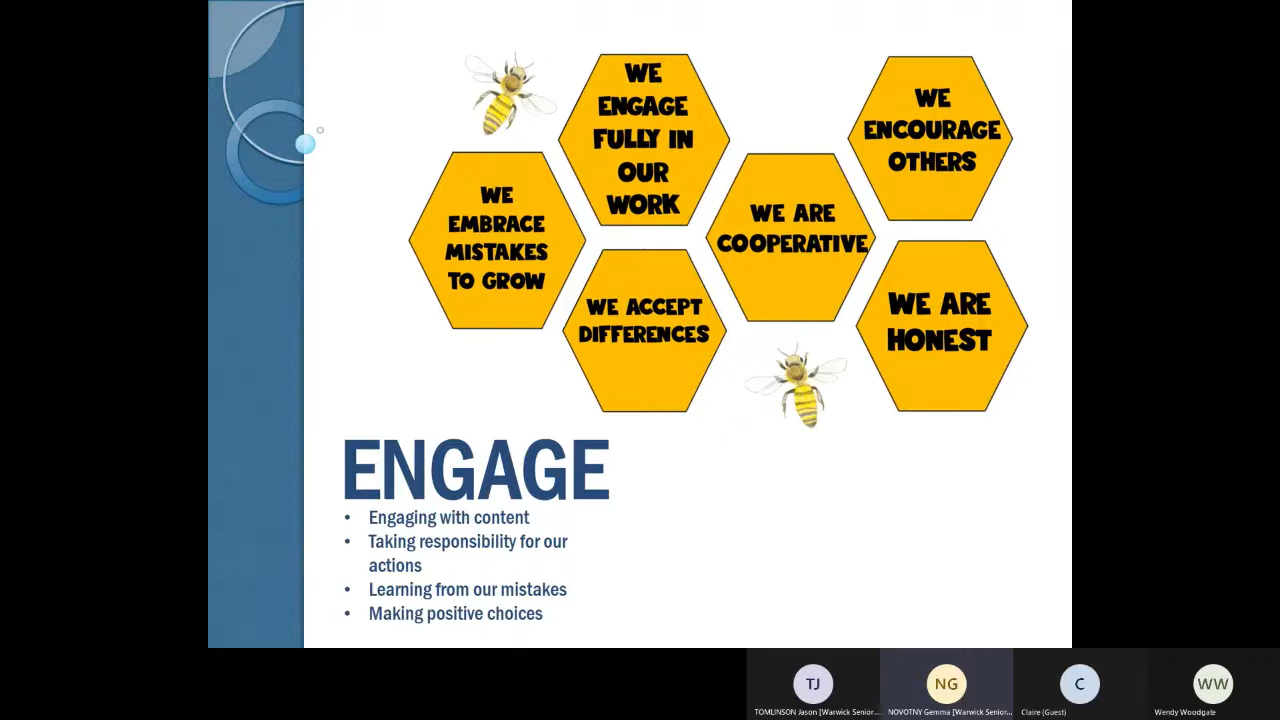 WE
ENGAGE
FULLY IN
OUR
WORK
WE
ENCOURAGE
OTHERS
WE
EMBRACE
MISTAKES
TO GROW
WE ARE
COOPERATIVE
WE ACCEPT
DIFFERENCES
WE ARE
HONEST
ENGAGE
• Engaging with content
• Taking responsibility for our
actions
• Learning from our mistakes
• Making positive choices
TJ
TOMLINSON Jason [Warwick Senior...
NG
NOVOTNY Gemma [Warwick Senior...
C
Claire (Guest)
WW
Wendy Woodgate